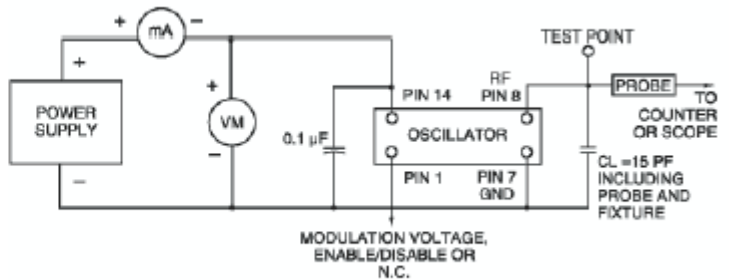 + mA −
TEST POINT
+
+
RF
PIN 14 PIN 8
PROBE
TO
COUNTER
OR SCOPE
POWER
SUPPLY
VM
0.1 µF
OSCILLATOR
−
−
PIN 1 PIN 7
GND
CL =15 PF
INCLUDING
PROBE AND
FIXTURE
MODULATION VOLTAGE,
ENABLE/DISABLE OR
N.C.